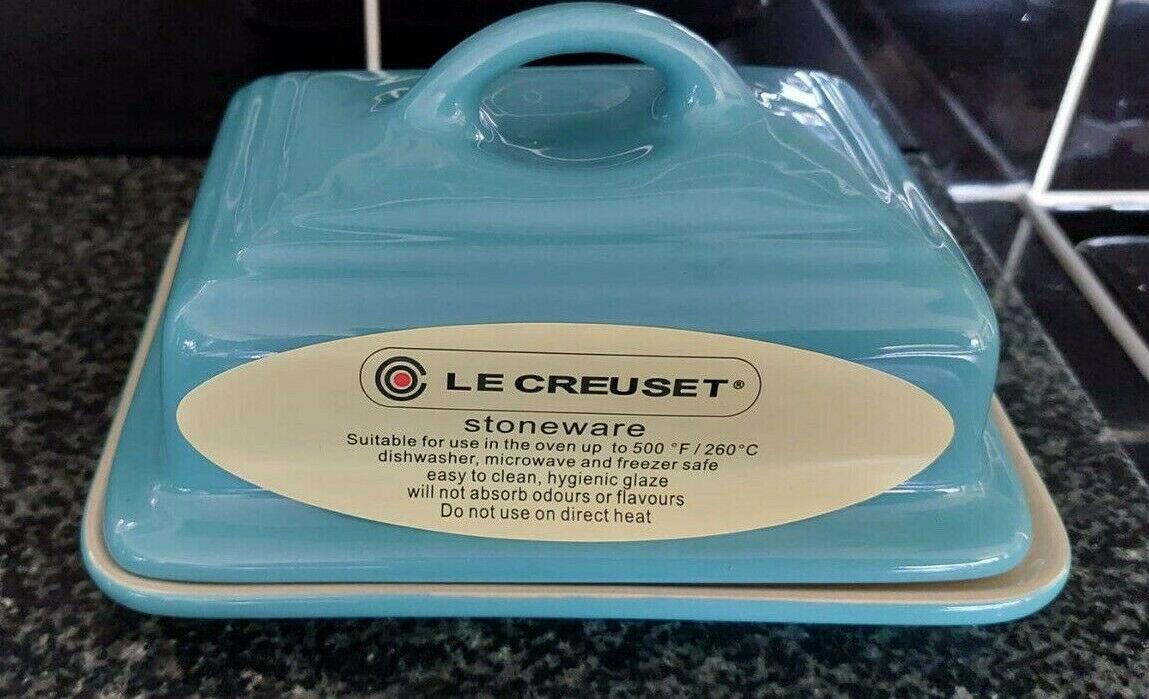 LE CREUSET®
stoneware
Suitable for use in the oven up to 500 °F / 260°C
dishwasher, microwave and freezer safe
easy to clean, hygienic glaze
will not absorb odours or flavours
Do not use on direct heat